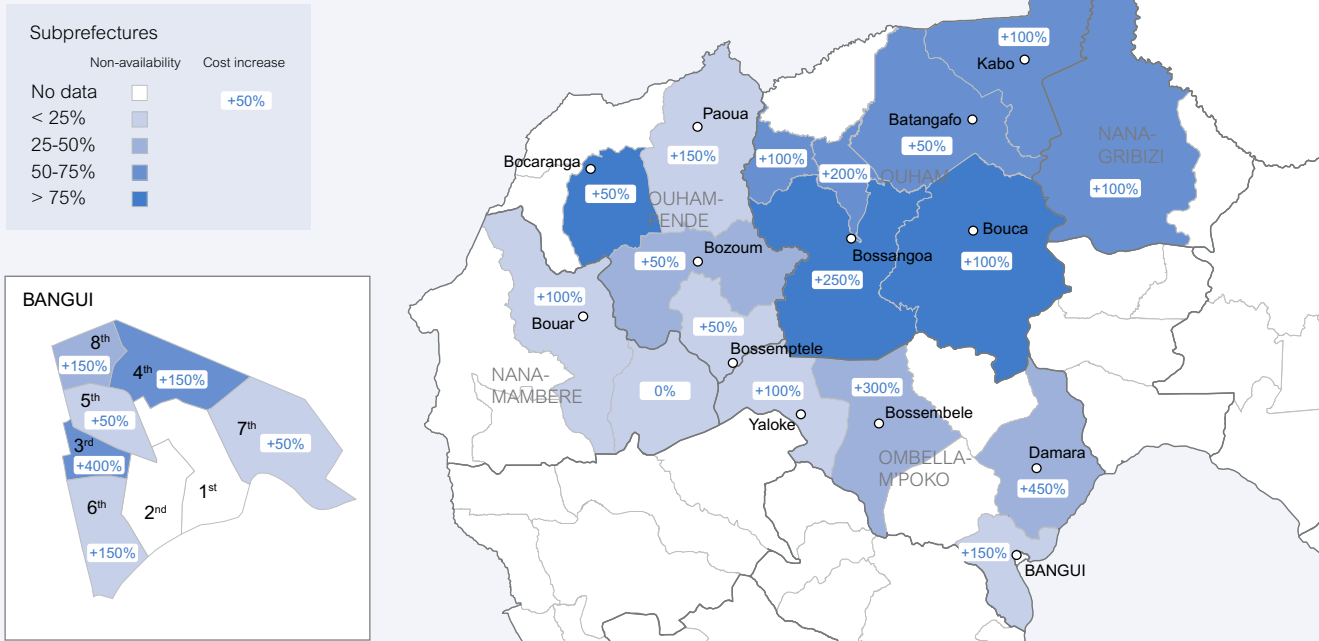 Subprefectures
Non-availability Cost increase
No data
+50%
< 25%
25-50%
50-75%
> 75%
BANGUI
8th
+150%
4th
+150%
5th
+50%
7th
+50%
3rd
+400%
6th
1st
2nd
+150%
+100%
Kabo
Paoua
Batangafo
+50%
NANA-
GRIBIZI
+100%
Bocaranga
+150%
+100%
+200%
OUHAM
+50%
OUHAM-
PENDE
Bozoum
+50%
Bouca
Bossangoa
+100%
+250%
+100%
Bouar
+50%
Bossemptele
NANA-
MAMBÉRÉ
0%
+100%
+300%
Yaloke
Bossembele
Damara
OMBELLA-
M'POKO
+450%
+150%
BANGUI